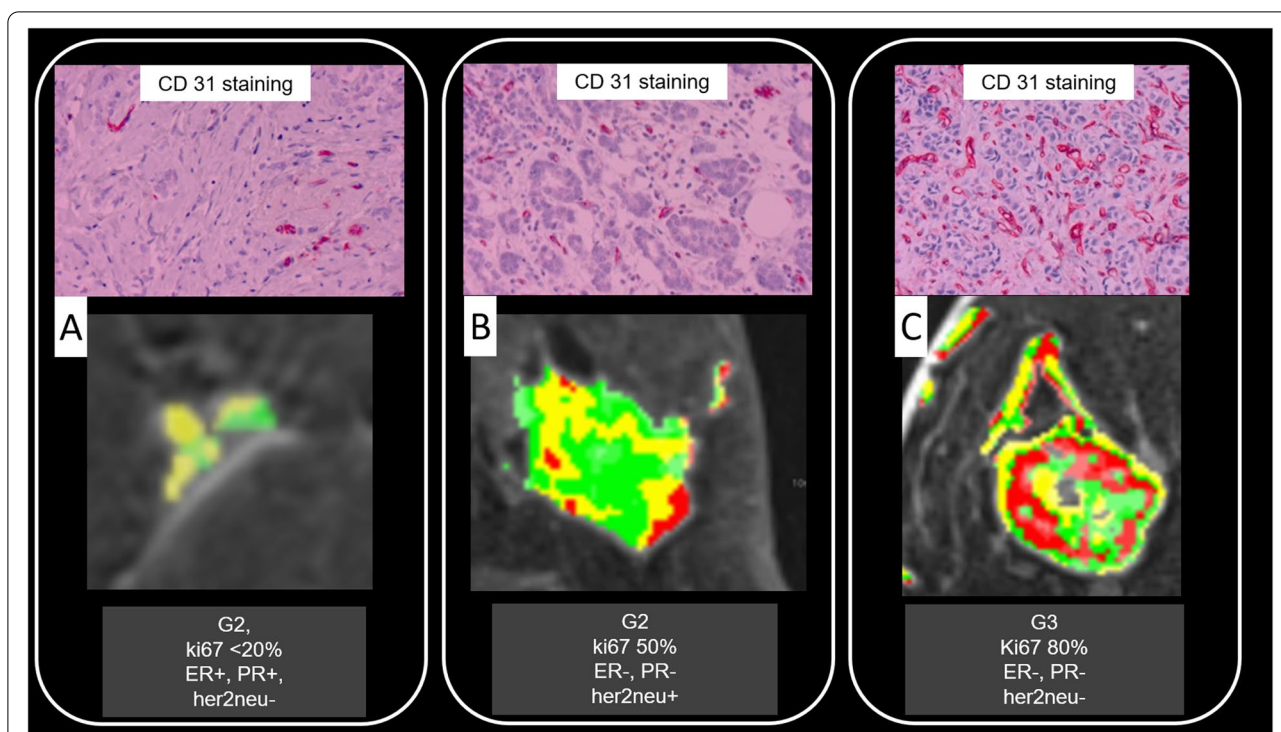 CD 31 staining
CD 31 staining
CD 31 staining
A
B
C
G2,
ki67 <20%
ER+, PR+,
her2neu-
G2
ki67 50%
ER-, PR-
her2neu+
G3
Ki67 80%
ER-, PR-
her2neu-